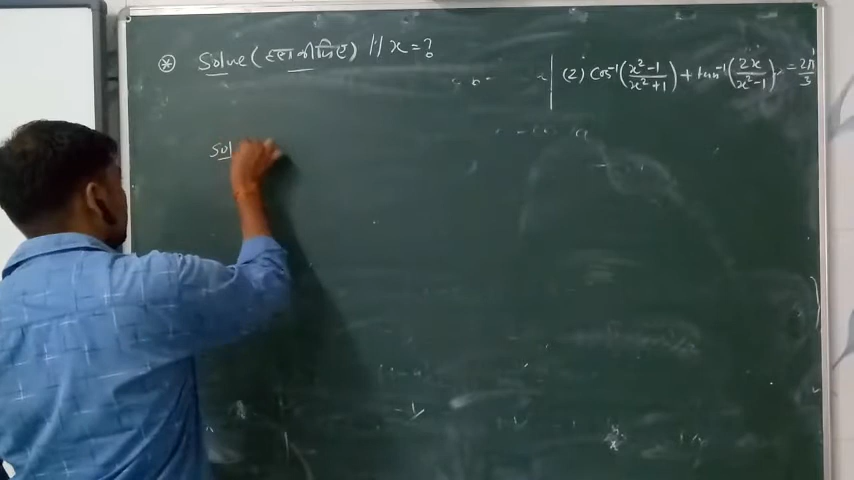 ⊛ Solve (हल कीजिए) // x = ?
(2) Cos⁻¹(x²-1/x²+1) + tan⁻¹(2x/x²-1) = 2π/3
Sol